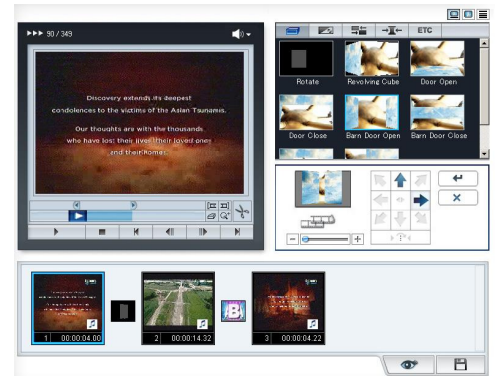 ▶▶▶ 90 / 349
ETC
Rotate
Revolving Cube
Door Open
Door Close
Barn Door Open
Barn Door Close
Discovery extends its deepest
condolences to the victims of the Asian Tsunamis.
Our thoughts are with the thousands
who have lost their lives, their loved ones
and their homes.
1 00:00:04.00
B
2 00:00:14.32
3 00:00:04.22